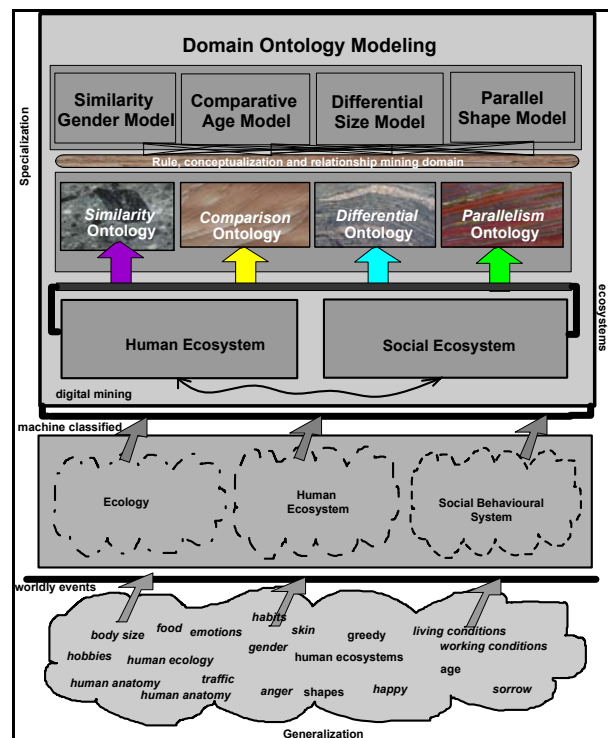 Domain Ontology Modeling
Similarity
Gender Model
Comparative
Age Model
Differential
Size Model
Parallel
Shape Model
Specialization
Rule, conceptualization and relationship mining domain
Similarity
Ontology
Comparison
Ontology
Differential
Ontology
Parallelism
Ontology
ecosystems
Human Ecosystem
Social Ecosystem
digital mining
machine classified
Ecology
Human
Ecosystem
Social Behavioural
System
worldly events
body size
food
emotions
habits
skin
gender
greedy
living conditions
working conditions
hobbies
human ecology
human ecosystems
age
human anatomy
traffic
human anatomy
anger
shapes
happy
sorrow
Generalization